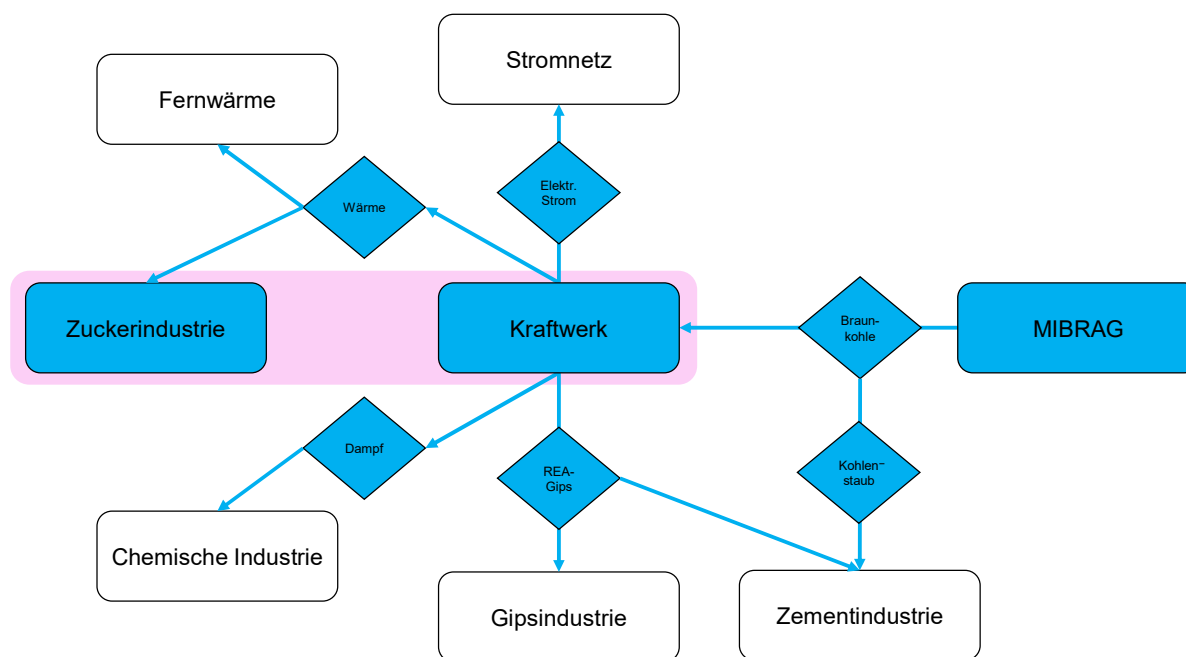 Stromnetz
Fernwärme
Elektr.
Strom
Wärme
Zuckerindustrie
Kraftwerk
Braun-
kohle
MIBRAG
Dampf
REA-
Gips
Kohlen-
staub
Chemische Industrie
Gipsindustrie
Zementindustrie